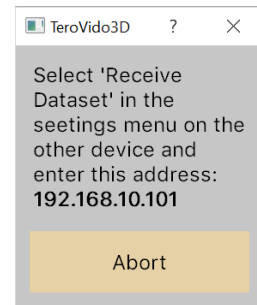 TeroVido3D ? ×
Select 'Receive
Dataset' in the
seetings menu on the
other device and
enter this address:
192.168.10.101
Abort